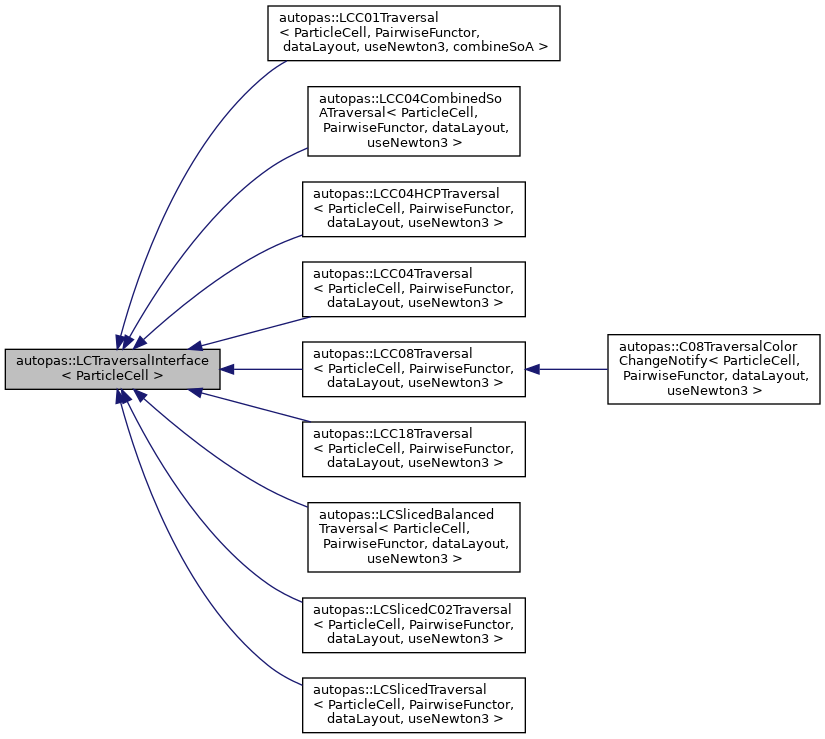 autopas::LCC01Traversal
< ParticleCell, PairwiseFunctor,
dataLayout, useNewton3, combineSoA >
autopas::LCC04CombinedSo
ATraversal< ParticleCell,
PairwiseFunctor, dataLayout,
useNewton3 >
autopas::LCC04HCPTraversal
< ParticleCell, PairwiseFunctor,
dataLayout, useNewton3 >
autopas::LCC04Traversal
< ParticleCell, PairwiseFunctor,
dataLayout, useNewton3 >
autopas::LCTraversalInterface
< ParticleCell >
autopas::LCC08Traversal
< ParticleCell, PairwiseFunctor,
dataLayout, useNewton3 >
autopas::C08TraversalColor
ChangeNotify< ParticleCell,
PairwiseFunctor, dataLayout,
useNewton3 >
autopas::LCC18Traversal
< ParticleCell, PairwiseFunctor,
dataLayout, useNewton3 >
autopas::LCSlicedBalanced
Traversal< ParticleCell,
PairwiseFunctor, dataLayout,
useNewton3 >
autopas::LCSlicedC02Traversal
< ParticleCell, PairwiseFunctor,
dataLayout, useNewton3 >
autopas::LCSlicedTraversal
< ParticleCell, PairwiseFunctor,
dataLayout, useNewton3 >